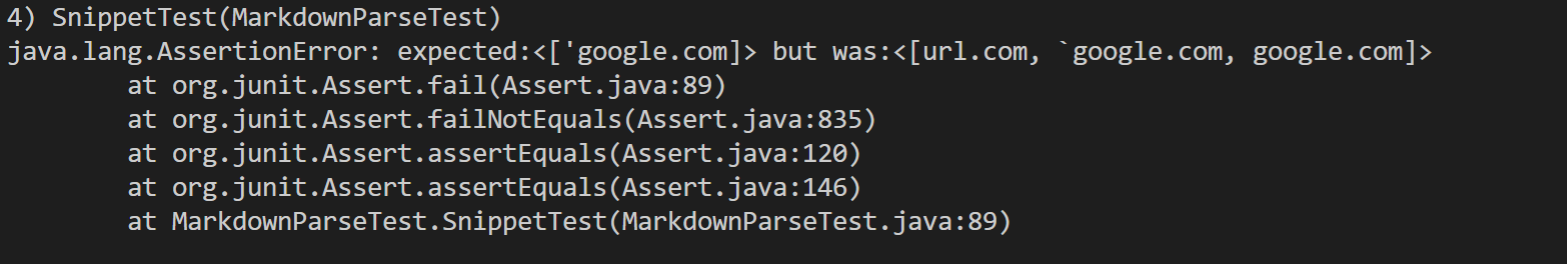 4) SnippetTest(MarkdownParseTest)
java.lang.AssertionError: expected:<['google.com]> but was:<[url.com, `google.com, google.com]>
        at org.junit.Assert.fail(Assert.java:89)
        at org.junit.Assert.failNotEquals(Assert.java:835)
        at org.junit.Assert.assertEquals(Assert.java:120)
        at org.junit.Assert.assertEquals(Assert.java:146)
        at MarkdownParseTest.SnippetTest(MarkdownParseTest.java:89)